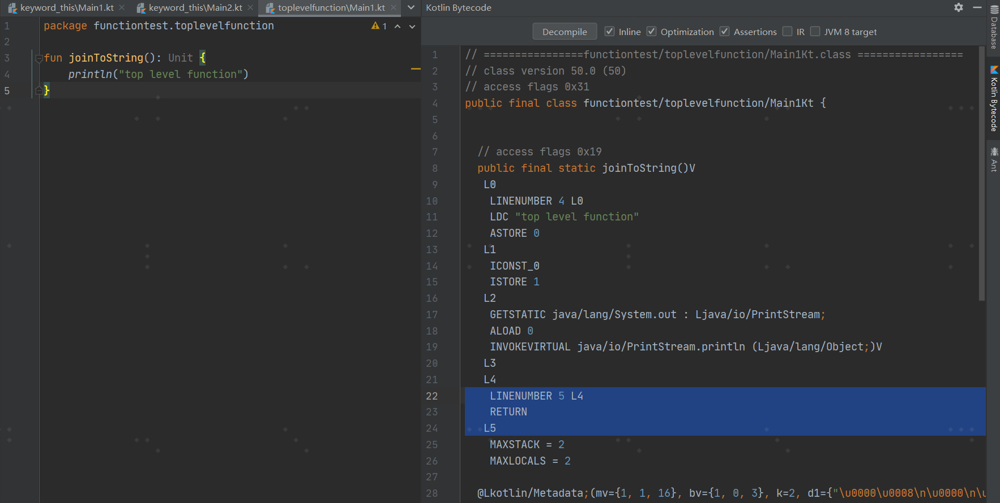 keyword_this\Main1.kt keyword_this\Main2.kt toplevelfunction\Main1.kt
1 package functiontest.toplevelfunction 1
2
3 fun joinToString(): Unit {
4 println("top level function")
5 }
Kotlin Bytecode
Decompile Inline Optimization Assertions IR JVM 8 target
1 // ================functiontest/toplevelfunction/Main1Kt.class =================
2 // class version 50.0 (50)
3 // access flags 0x31
4 public final class functiontest/toplevelfunction/Main1Kt {
5
6
7 // access flags 0x19
8 public final static joinToString()V
9 L0
10 LINENUMBER 4 L0
11 LDC "top level function"
12 ASTORE 0
13 L1
14 ICONST_0
15 ISTORE 1
16 L2
17 GETSTATIC java/lang/System.out : Ljava/io/PrintStream;
18 ALOAD 0
19 INVOKEVIRTUAL java/io/PrintStream.println (Ljava/lang/Object;)V
20 L3
21 L4
22 LINENUMBER 5 L4
23 RETURN
24 L5
25 MAXSTACK = 2
26 MAXLOCALS = 2
27
28 @Lkotlin/Metadata;(mv={1, 1, 16}, bv={1, 0, 3}, k=2, d1={"\u0000\u0008\n\u0000\n\u
Database
Kotlin Bytecode
Ant